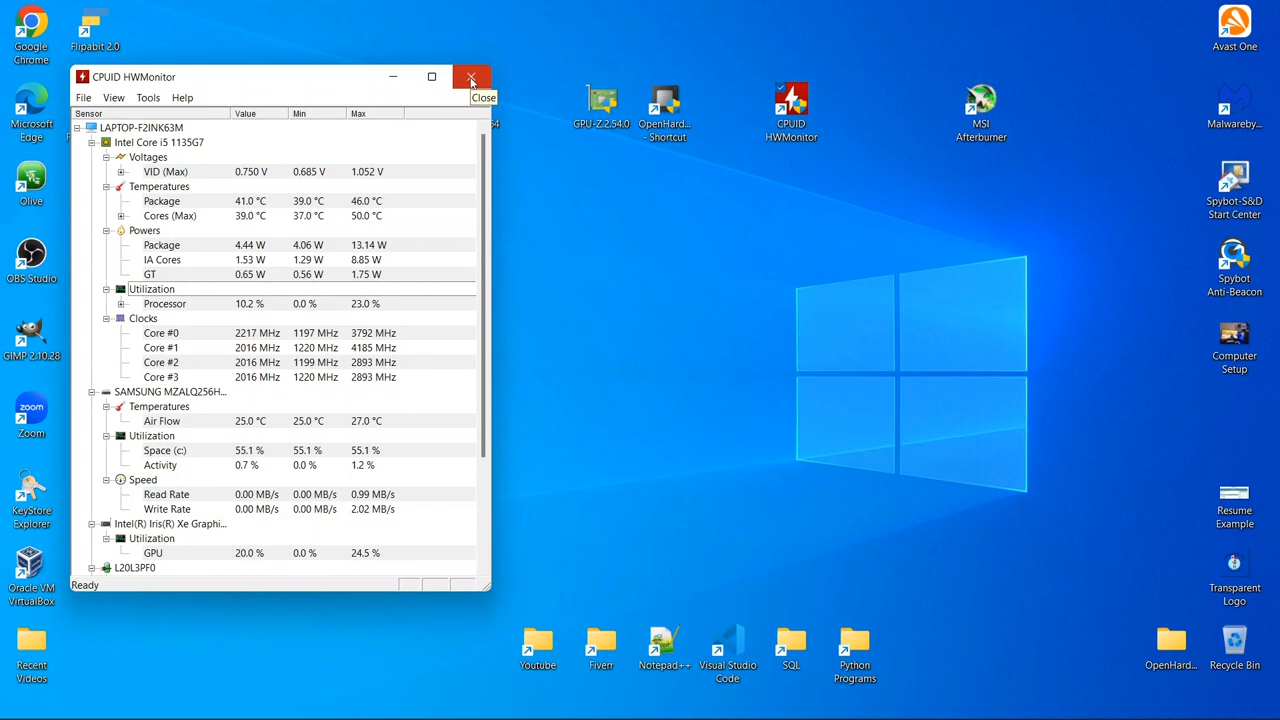 Google
Chrome
Flipabit 2.0
Microsoft
Edge
Olive
OBS Studio
GIMP 2.10.28
Zoom
KeyStore
Explorer
Oracle VM
VirtualBox
Recent
Videos
CPUID HWMonitor
Close
File View Tools Help
Sensor Value Min Max
LAPTOP-F2INK63M
Intel Core i5 1135G7
Voltages
VID (Max) 0.750 V 0.685 V 1.052 V
Temperatures
Package 41.0 °C 39.0 °C 46.0 °C
Cores (Max) 39.0 °C 37.0 °C 50.0 °C
Powers
Package 4.44 W 4.06 W 13.14 W
IA Cores 1.53 W 1.29 W 8.85 W
GT 0.65 W 0.56 W 1.75 W
Utilization
Processor 10.2 % 0.0 % 23.0 %
Clocks
Core #0 2217 MHz 1197 MHz 3792 MHz
Core #1 2016 MHz 1220 MHz 4185 MHz
Core #2 2016 MHz 1199 MHz 2893 MHz
Core #3 2016 MHz 1220 MHz 2893 MHz
SAMSUNG MZALQ256H...
Temperatures
Air Flow 25.0 °C 25.0 °C 27.0 °C
Utilization
Space (c:) 55.1 % 55.1 % 55.1 %
Activity 0.7 % 0.0 % 1.2 %
Speed
Read Rate 0.00 MB/s 0.00 MB/s 0.99 MB/s
Write Rate 0.00 MB/s 0.00 MB/s 2.02 MB/s
Intel(R) Iris(R) Xe Graphi...
Utilization
GPU 20.0 % 0.0 % 24.5 %
L20L3PF0
Ready
64
GPU-Z.2.54.0
OpenHard...
- Shortcut
CPUID
HWMonitor
MSI
Afterburner
Avast One
Malwareby...
Spybot-S&D
Start Center
Spybot
Anti-Beacon
Computer
Setup
Resume
Example
Transparent
Logo
Youtube
Fiverr
Notepad++
Visual Studio
Code
SQL
Python
Programs
OpenHard...
Recycle Bin